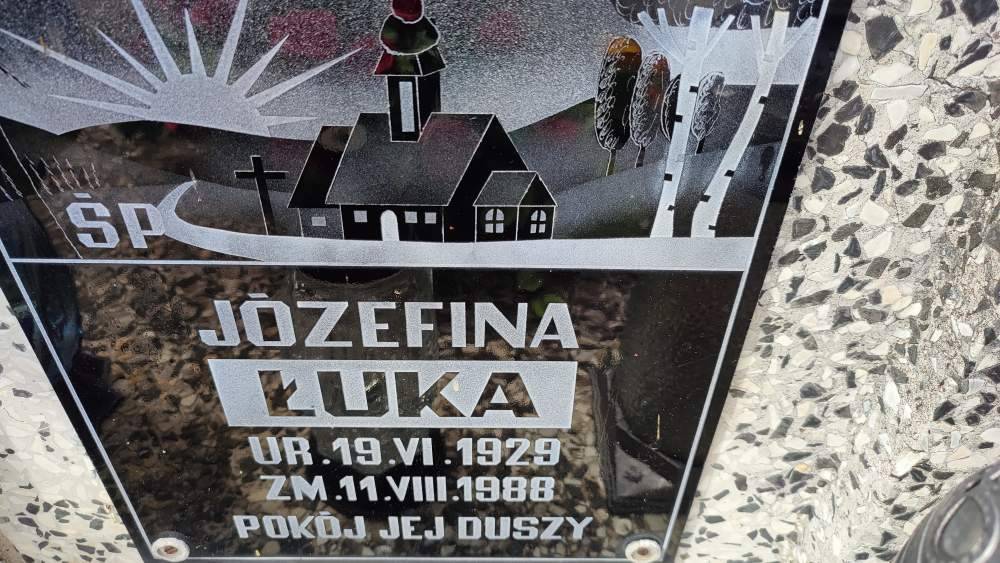 ŚP
JÓZEFINA
ŁUKA
UR. 19. VI. 1929
ZM. 11. VIII. 1988
POKÓJ JEJ DUSZY